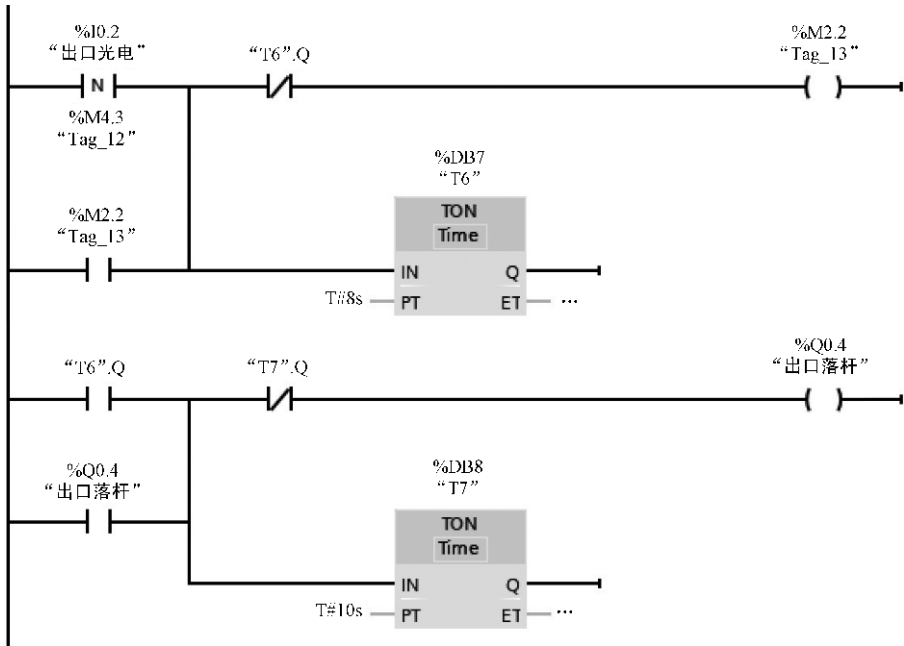 %I0.2
“出口光电”
N
%M4.3
“Tag_12”
“T6”.Q
%M2.2
“Tag_13”
%M2.2
“Tag_13”
%DB7
“T6”
TON
Time
IN Q
T#8s PT ET ...
“T6”.Q
“T7”.Q
%Q0.4
“出口落杆”
%Q0.4
“出口落杆”
%DB8
“T7”
TON
Time
IN Q
T#10s PT ET ...